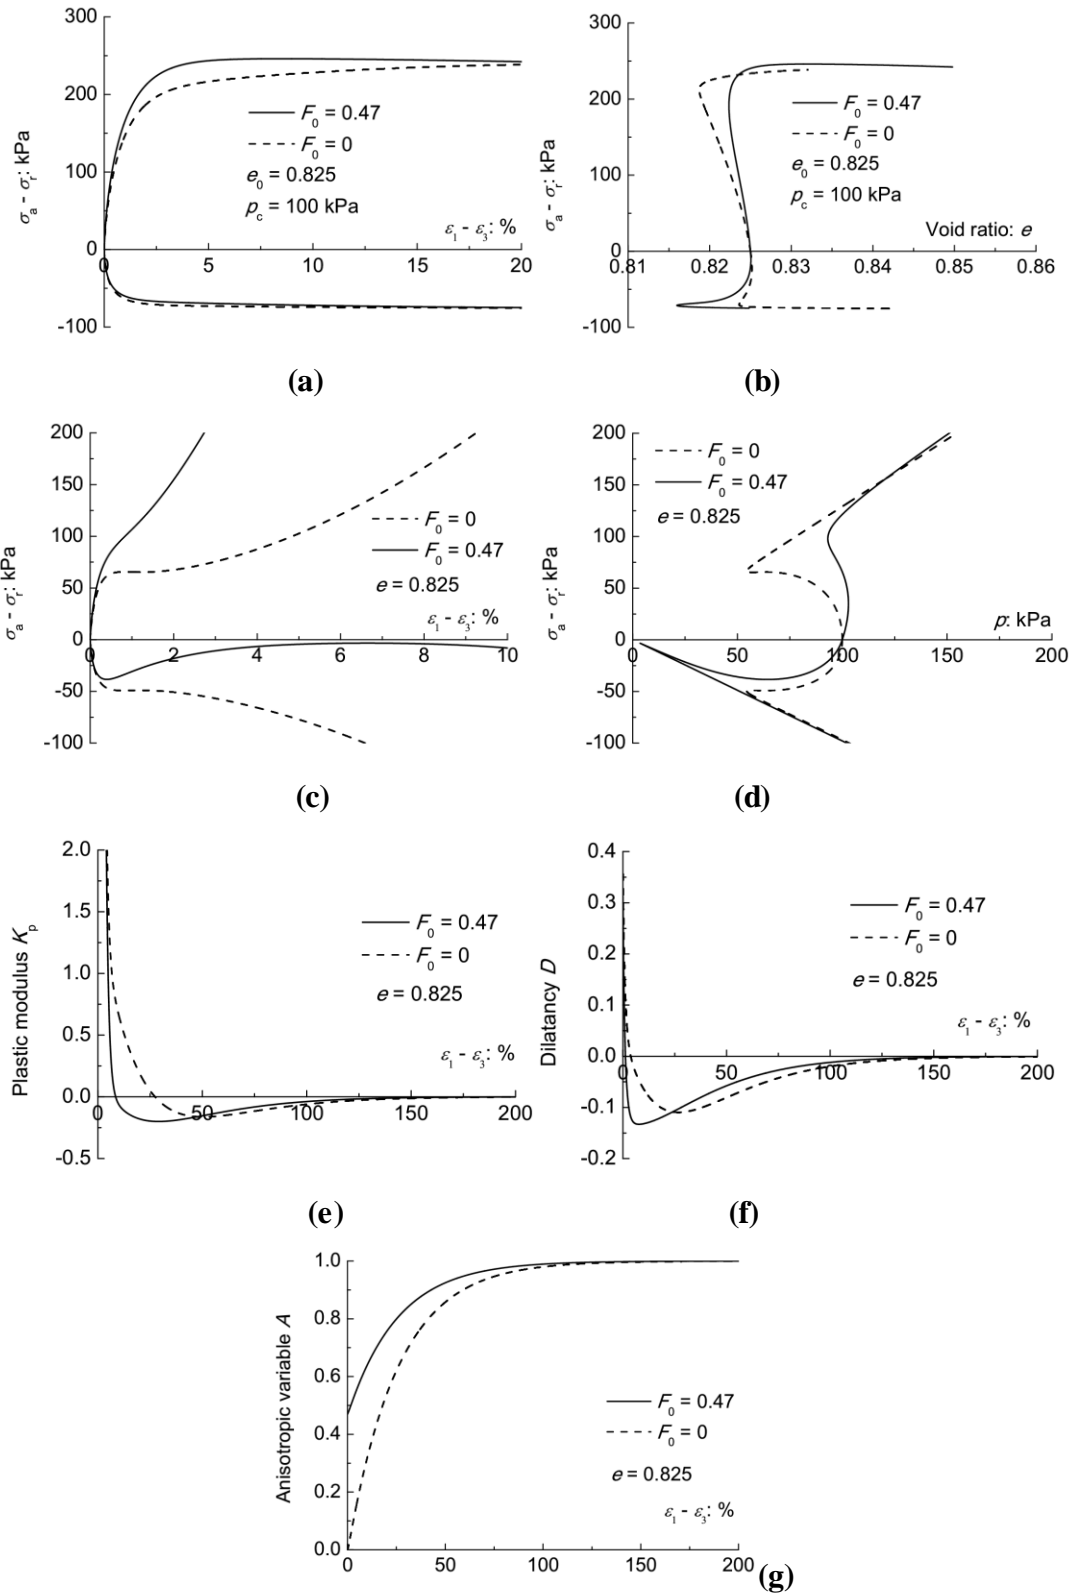 300
200
100
0
-100
σa - σr: kPa
F0 = 0.47
F0 = 0
e0 = 0.825
pc = 100 kPa
ε1 - ε3: %
0 5 10 15 20
(a)
300
200
100
0
-100
σa - σr: kPa
F0 = 0.47
F0 = 0
e0 = 0.825
pc = 100 kPa
Void ratio: e
0.81 0.82 0.83 0.84 0.85 0.86
(b)
200
150
100
50
0
-50
-100
σa - σr: kPa
F0 = 0
F0 = 0.47
e = 0.825
ε1 - ε3: %
0 2 4 6 8 10
(c)
200
150
100
50
0
-50
-100
σa - σr: kPa
F0 = 0
F0 = 0.47
e = 0.825
p: kPa
0 50 100 150 200
(d)
2.0
1.5
1.0
0.5
0.0
-0.5
Plastic modulus Kp
F0 = 0.47
F0 = 0
e = 0.825
ε1 - ε3: %
0 50 100 150 200
(e)
0.4
0.3
0.2
0.1
0.0
-0.1
-0.2
Dilatancy D
F0 = 0.47
F0 = 0
e = 0.825
ε1 - ε3: %
0 50 100 150 200
(f)
1.0
0.8
0.6
0.4
0.2
0.0
Anisotropic variable A
F0 = 0.47
F0 = 0
e = 0.825
ε1 - ε3: %
0 50 100 150 200
(g)